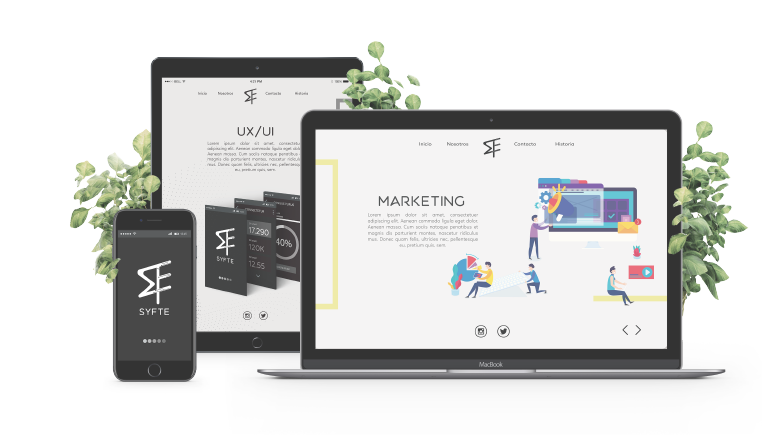 4:21 PM
Inicio Nosotros Contacto Historia
UX/UI
Lorem ipsum dolor sit amet, consectetuer
adipiscing elit. Aenean commodo ligula eget dolor.
Aenean massa. Cum sociis natoque penatibus et
magnis dis parturient montes, nascetur ridiculus
mus. Donec quam felis, ultricies nec, pellentesque
eu, pretium quis, sem.
SYFTE
17.290
130K
12.55
40%
SYFTE
Inicio Nosotros Contacto Historia
MARKETING
Lorem ipsum dolor sit amet, consectetuer
adipiscing elit. Aenean commodo ligula eget dolor.
Aenean massa. Cum sociis natoque penatibus et
magnis dis parturient montes, nascetur ridiculus
mus. Donec quam felis, ultricies nec, pellentesque
eu, pretium quis, sem.
MacBook